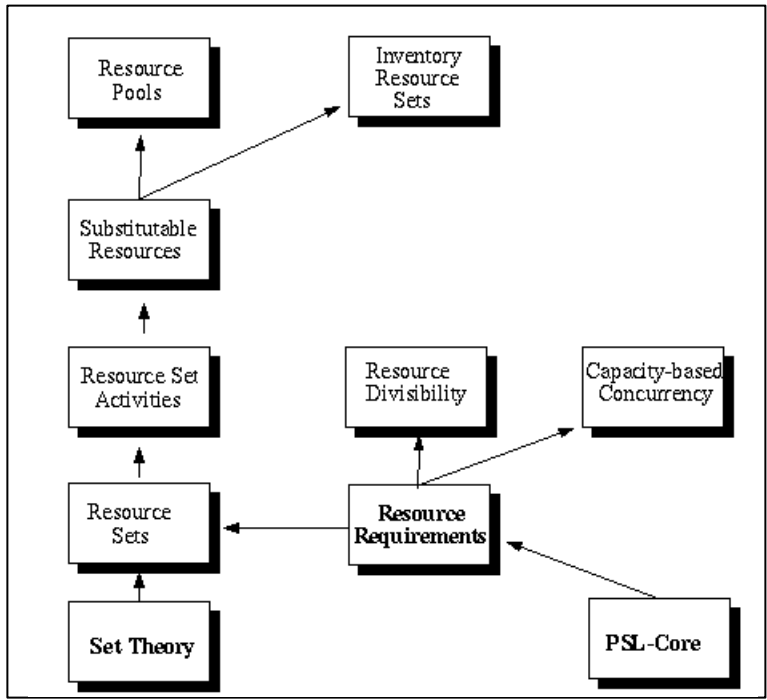 Resource
Pools
Inventory
Resource
Sets
Substitutable
Resources
Resource Set
Activities
Resource
Divisibility
Capacity-based
Concurrency
Resource
Sets
Resource
Requirements
Set Theory
PSL-Core